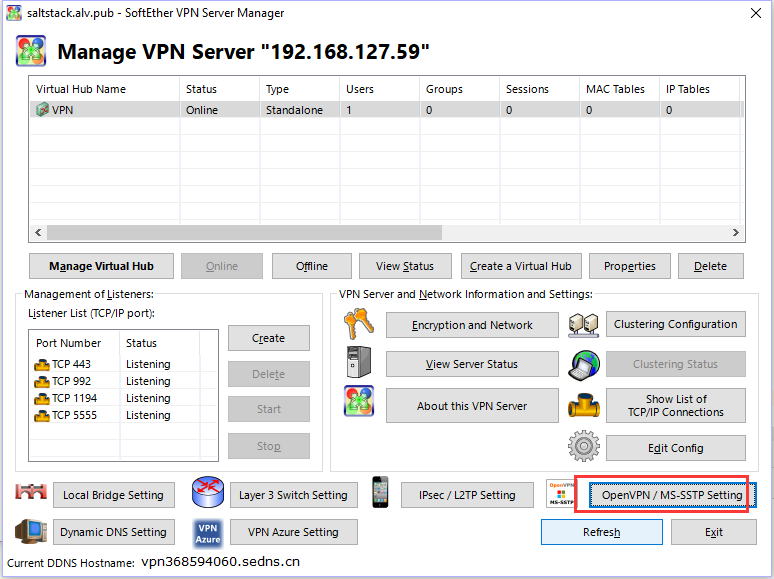 saltstack.alv.pub - SoftEther VPN Server Manager
Manage VPN Server "192.168.127.59"
Virtual Hub Name Status Type Users Groups Sessions MAC Tables IP Tables
VPN Online Standalone 1 0 0 0 0
Manage Virtual Hub Online Offline View Status Create a Virtual Hub Properties Delete
Management of Listeners:
Listener List (TCP/IP port):
Port Number Status
TCP 443 Listening
TCP 992 Listening
TCP 1194 Listening
TCP 5555 Listening
Create
Delete
Start
Stop
VPN Server and Network Information and Settings:
Encryption and Network
Clustering Configuration
View Server Status
Clustering Status
About this VPN Server
Show List of
TCP/IP Connections
Edit Config
Local Bridge Setting
Layer 3 Switch Setting
IPsec / L2TP Setting
OpenVPN
MS-SSTP
OpenVPN / MS-SSTP Setting
Dynamic DNS Setting
VPN
Azure
VPN Azure Setting
Refresh
Exit
Current DDNS Hostname: vpn368594060.sedns.cn